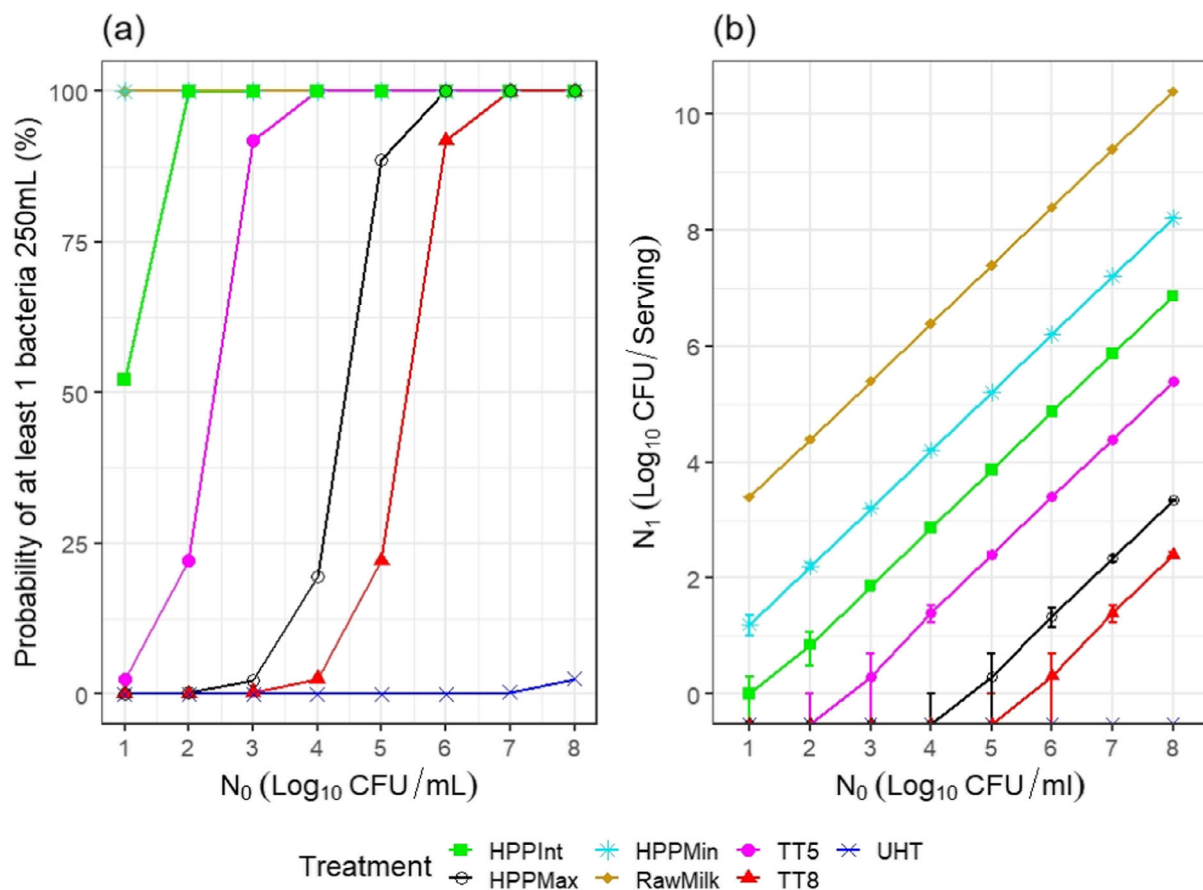 (a)
Probability of at least 1 bacteria 250mL (%)
100
75
50
25
0
1 2 3 4 5 6 7 8
N₀ (Log₁₀ CFU/mL)
(b)
N₁ (Log₁₀ CFU/Serving)
10
8
6
4
2
0
1 2 3 4 5 6 7 8
N₀ (Log₁₀ CFU/ml)
Treatment
HPPInt HPPMin TT5 UHT
HPPMax RawMilk TT8